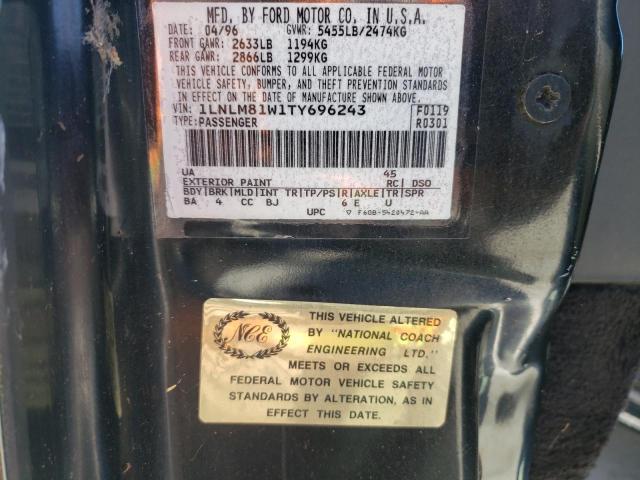 MFD. BY FORD MOTOR CO. IN U.S.A.
DATE: 04/96 GVWR: 5455LB/2474KG
FRONT GAWR: 2633LB 1194KG
REAR GAWR: 2866LB 1299KG
THIS VEHICLE CONFORMS TO ALL APPLICABLE FEDERAL MOTOR
VEHICLE SAFETY, BUMPER, AND THEFT PREVENTION STANDARDS
IN EFFECT ON THE DATE OF MANUFACTURE SHOWN ABOVE.
VIN: 1LNLM81W1TY696243 F0119
TYPE: PASSENGER R0301
UA 45
EXTERIOR PAINT RC| DSO
BDY|BRK|MLD|INT TR|TP/PS|R|AXLE|TR|SPR
BA 4 CC BJ 6 E U
UPC ▽ F60B-5420472-AA
NCE
THIS VEHICLE ALTERED
BY "NATIONAL COACH
ENGINEERING LTD."
MEETS OR EXCEEDS ALL
FEDERAL MOTOR VEHICLE SAFETY
STANDARDS BY ALTERATION, AS IN
EFFECT THIS DATE.